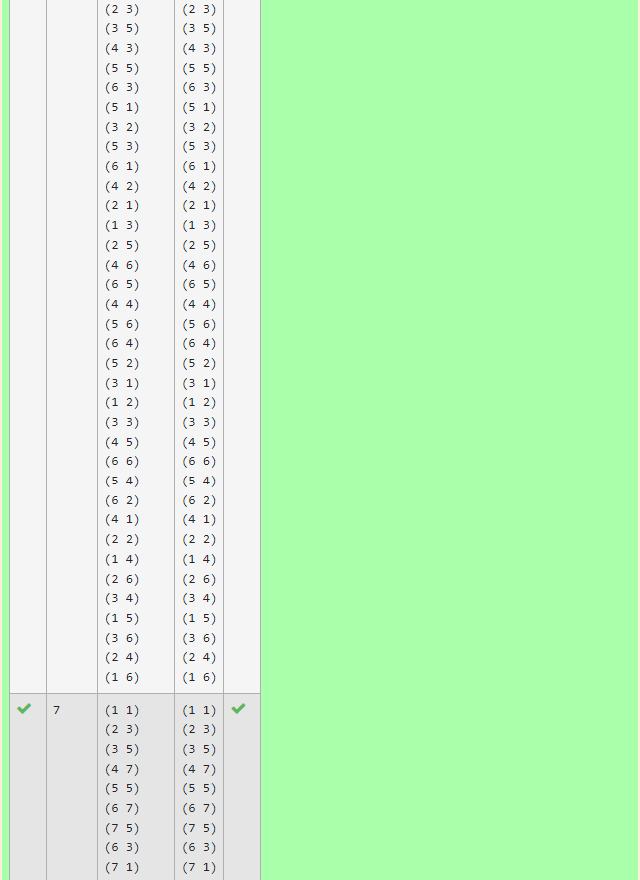 (2 3) (2 3)
(3 5) (3 5)
(4 3) (4 3)
(5 5) (5 5)
(6 3) (6 3)
(5 1) (5 1)
(3 2) (3 2)
(5 3) (5 3)
(6 1) (6 1)
(4 2) (4 2)
(2 1) (2 1)
(1 3) (1 3)
(2 5) (2 5)
(4 6) (4 6)
(6 5) (6 5)
(4 4) (4 4)
(5 6) (5 6)
(6 4) (6 4)
(5 2) (5 2)
(3 1) (3 1)
(1 2) (1 2)
(3 3) (3 3)
(4 5) (4 5)
(6 6) (6 6)
(5 4) (5 4)
(6 2) (6 2)
(4 1) (4 1)
(2 2) (2 2)
(1 4) (1 4)
(2 6) (2 6)
(3 4) (3 4)
(1 5) (1 5)
(3 6) (3 6)
(2 4) (2 4)
(1 6) (1 6)
7 (1 1) (1 1)
(2 3) (2 3)
(3 5) (3 5)
(4 7) (4 7)
(5 5) (5 5)
(6 7) (6 7)
(7 5) (7 5)
(6 3) (6 3)
(7 1) (7 1)